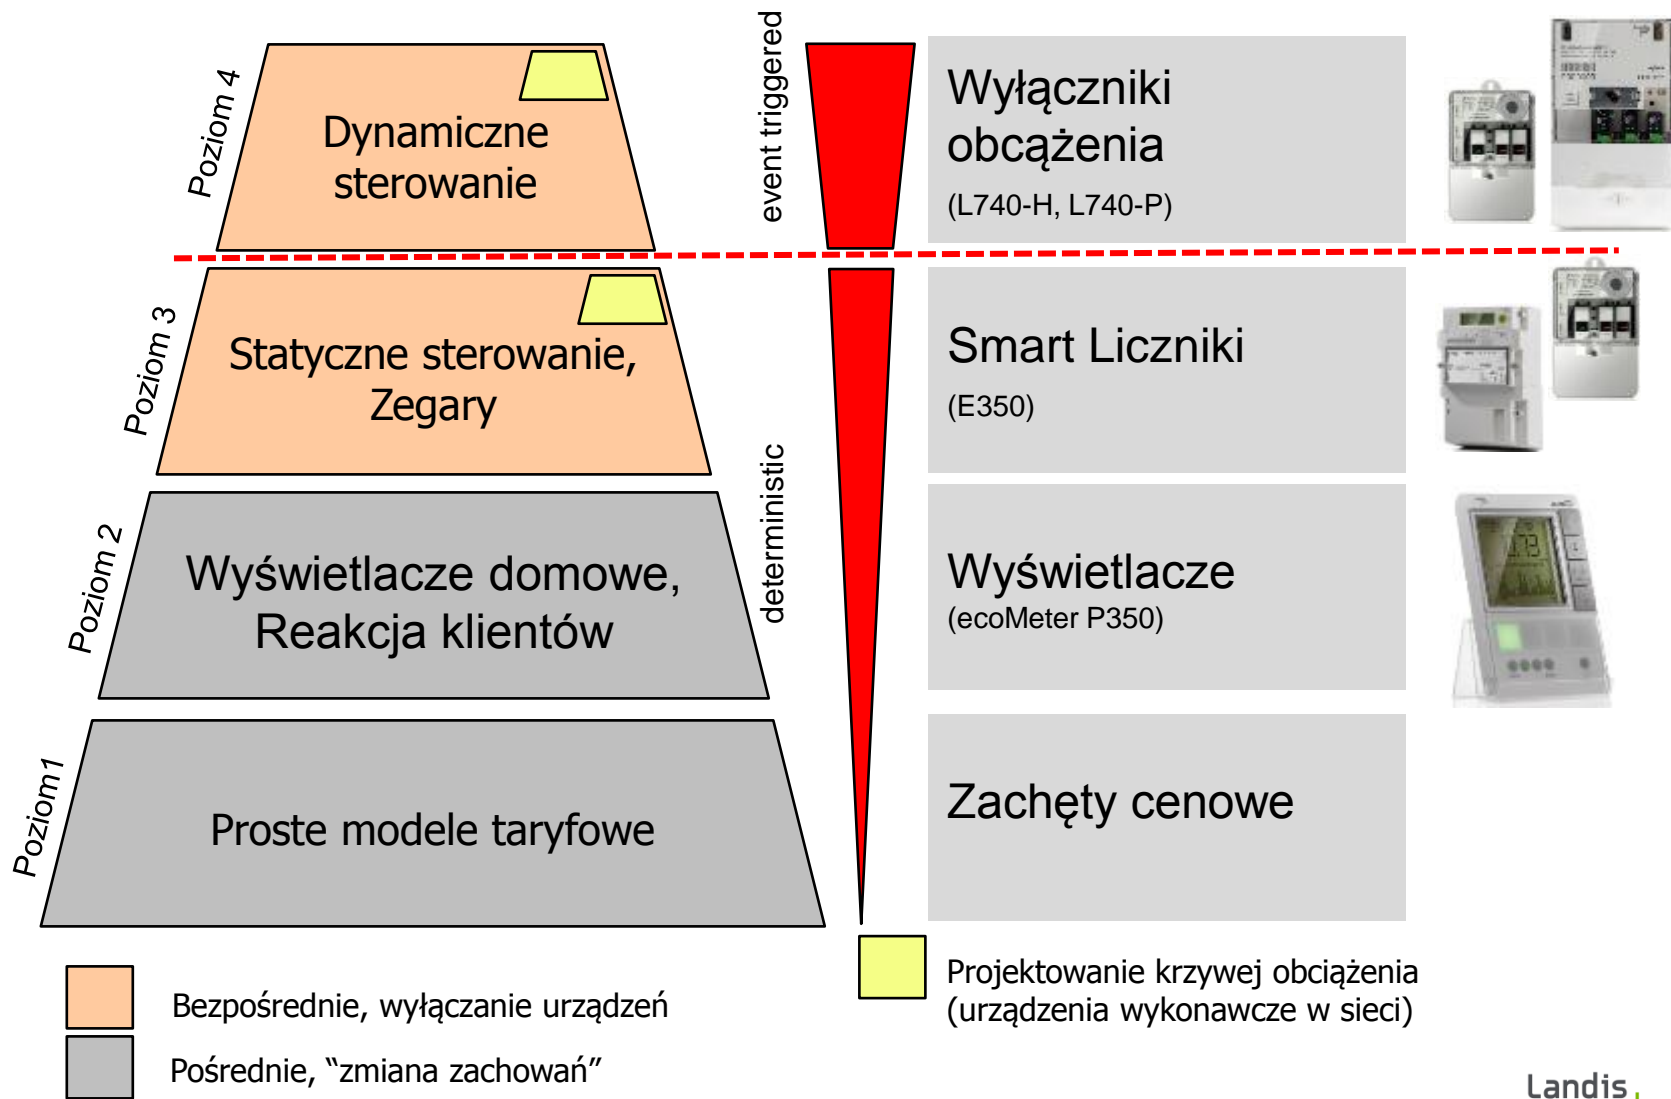 Poziom 4
Dynamiczne
sterowanie
event triggered
Wyłączniki
obcążenia
(L740-H, L740-P)
Poziom 3
Statyczne sterowanie,
Zegary
Smart Liczniki
(E350)
deterministic
Poziom 2
Wyświetlacze domowe,
Reakcja klientów
Wyświetlacze
(ecoMeter P350)
Poziom1
Proste modele taryfowe
Zachęty cenowe
Bezpośrednie, wyłączanie urządzeń
Pośrednie, “zmiana zachowań”
Projektowanie krzywej obciążenia
(urządzenia wykonawcze w sieci)
Landis